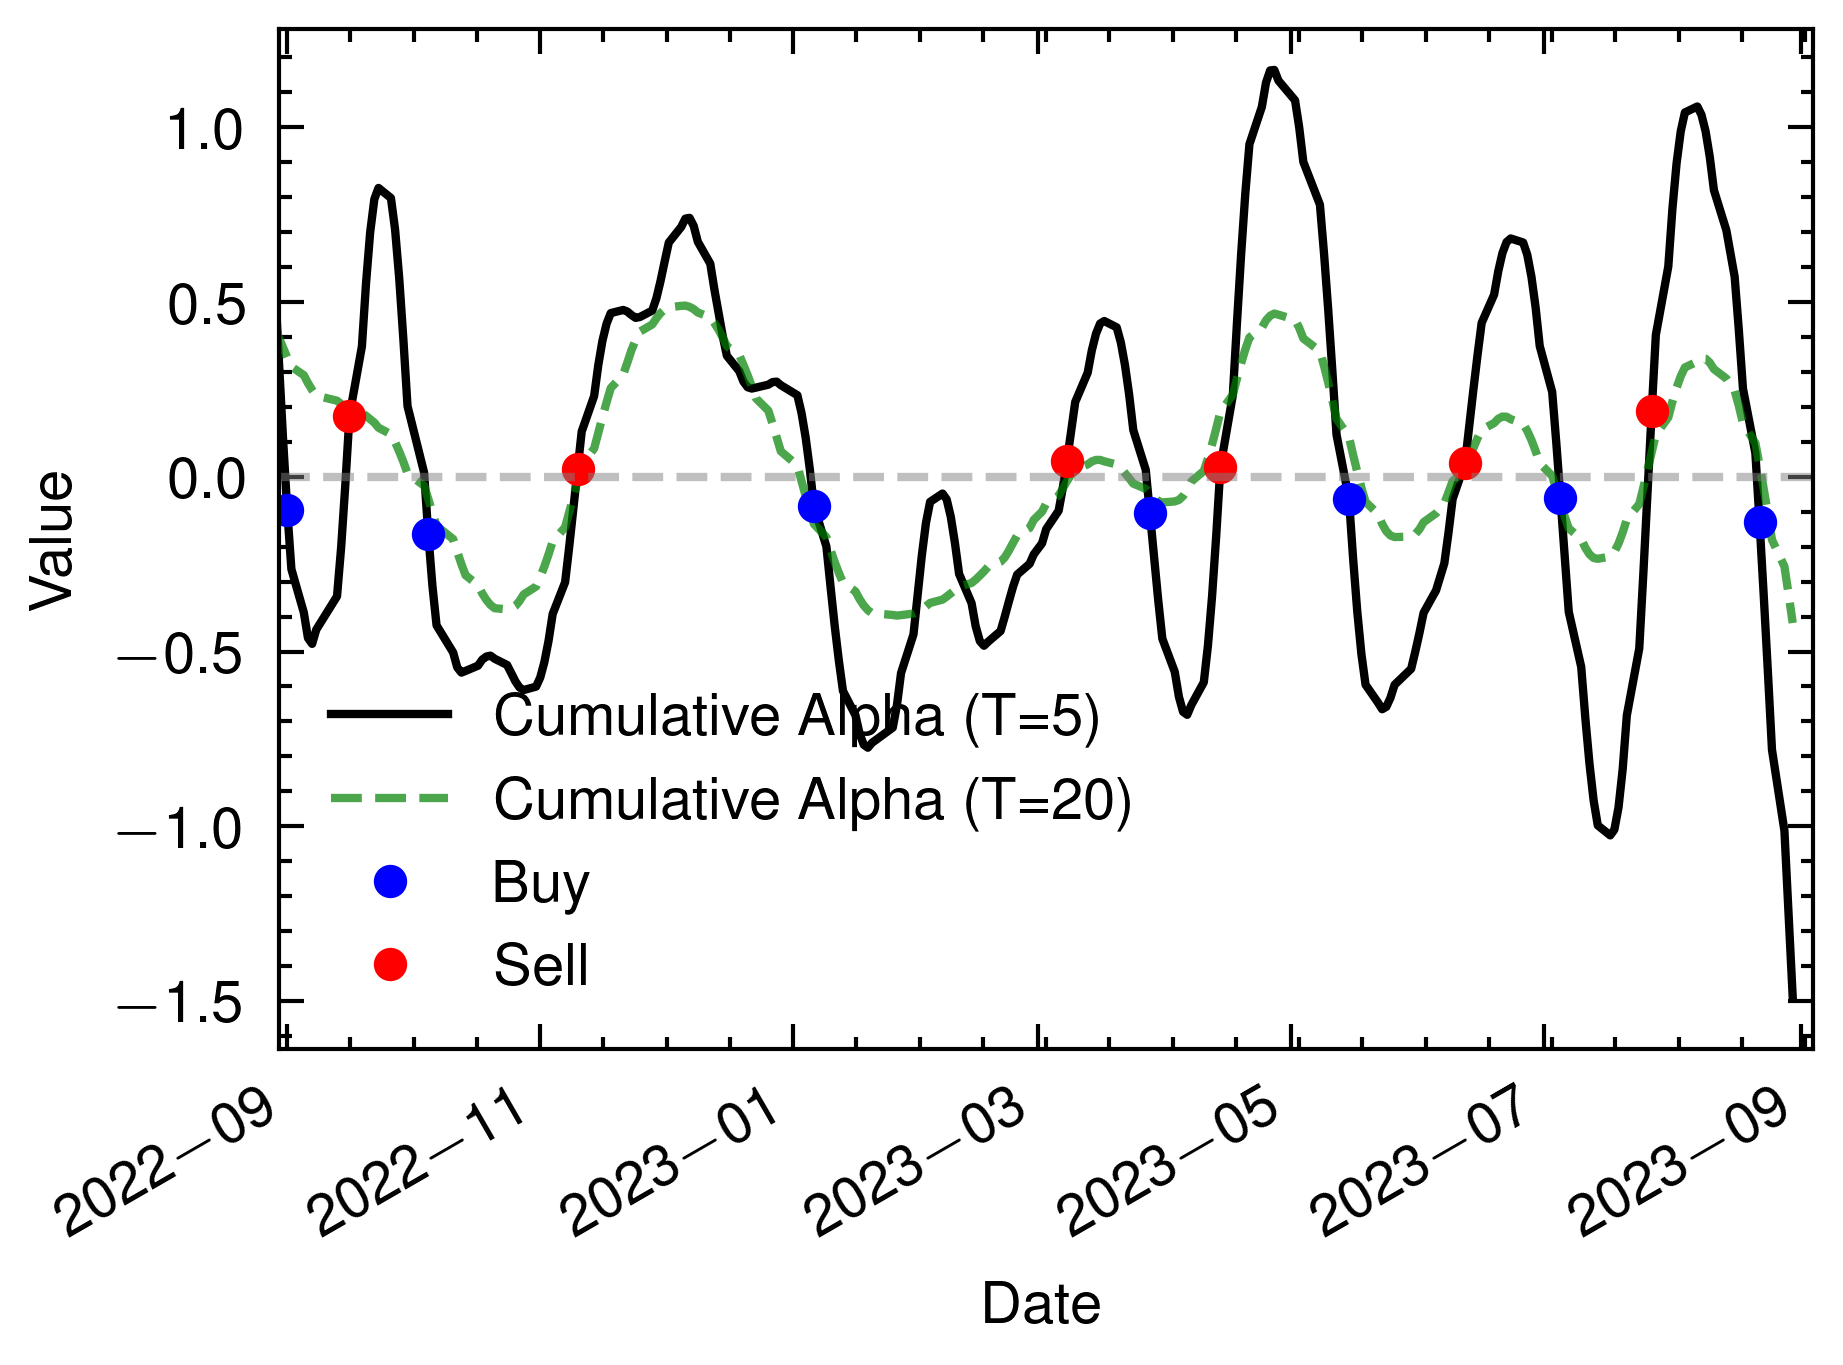 1.0
0.5
0.0
−0.5
−1.0
−1.5
Value
Cumulative Alpha (T=5)
Cumulative Alpha (T=20)
Buy
Sell
2022−09
2022−11
2023−01
2023−03
2023−05
2023−07
2023−09
Date